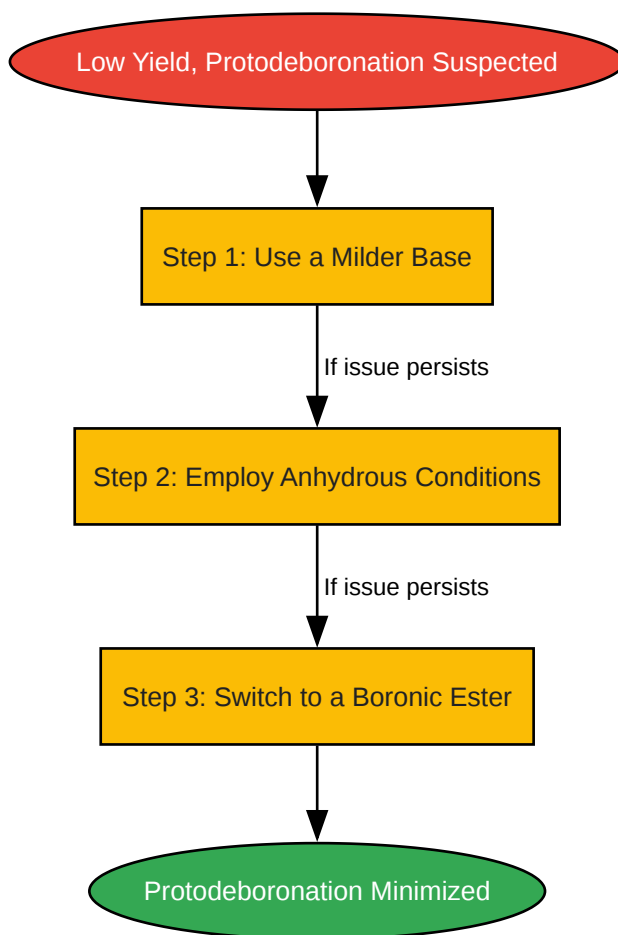 Low Yield, Protodeboronation Suspected
Step 1: Use a Milder Base
If issue persists
Step 2: Employ Anhydrous Conditions
If issue persists
Step 3: Switch to a Boronic Ester
Protodeboronation Minimized